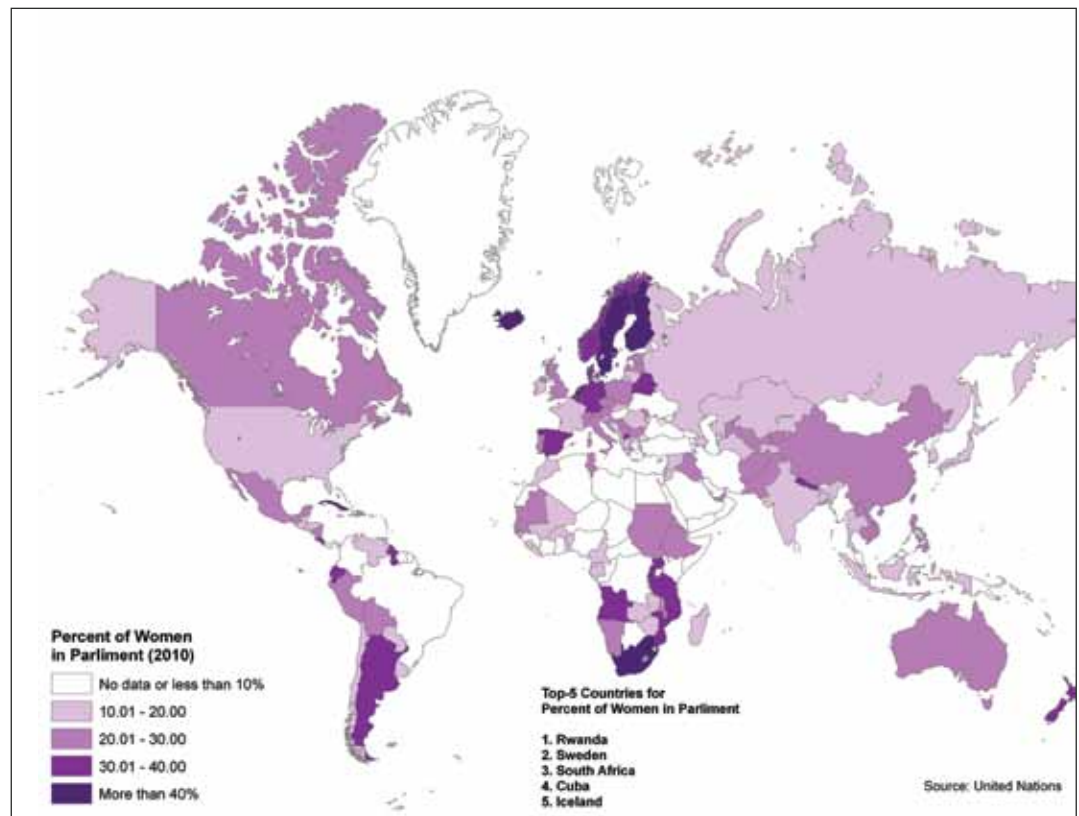 Percent of Women
in Parliment (2010)
No data or less than 10%
10.01 - 20.00
20.01 - 30.00
30.01 - 40.00
More than 40%
Top-5 Countries for
Percent of Women in Parliment
1. Rwanda
2. Sweden
3. South Africa
4. Cuba
5. Iceland
Source: United Nations